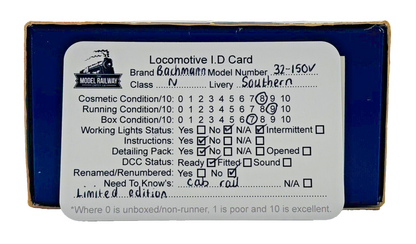 MODEL RAILWAY
Locomotive I.D Card
Brand Bachmann Model Number 32-150V
Class N Livery Southern
Cosmetic Condition/10: 0 1 2 3 4 5 6 7 8 9 10
Running Condition/10: 0 1 2 3 4 5 6 7 8 9 10
Box Condition/10: 0 1 2 3 4 5 6 7 8 9 10
Working Lights Status: Yes No N/A Intermittent
Instructions: Yes No N/A
Detailing Pack: Yes No N/A Opened
DCC Status: Ready Fitted Sound
Renamed/Renumbered: Yes No
Need To Know's: cab rail N/A
Limited edition
*Where 0 is unboxed/non-runner, 1 is poor and 10 is excellent.